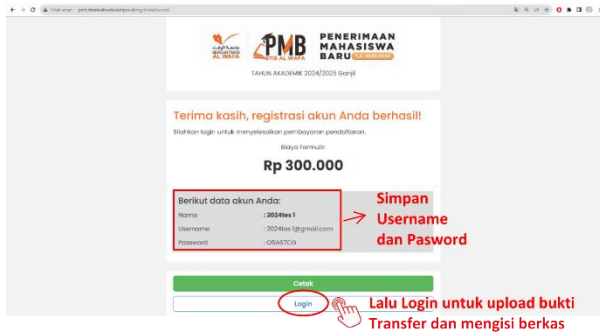 PMB
STIB AL WAFA
PENERIMAAN
MAHASISWA
BARU
TAHUN AKADEMIK 2024/2025 Ganjil
Terima kasih, registrasi akun Anda berhasil!
Silahkan login untuk menyelesaikan pembayaran pendaftaran.
Biaya Formulir
Rp 300.000
Berikut data akun Anda:
Nama : 2024tes 1
Username : 2024tes1@gmail.com
Password : O5A67CG
Simpan
Username
dan Pasword
Cetak
Login
Lalu Login untuk upload bukti
Transfer dan mengisi berkas